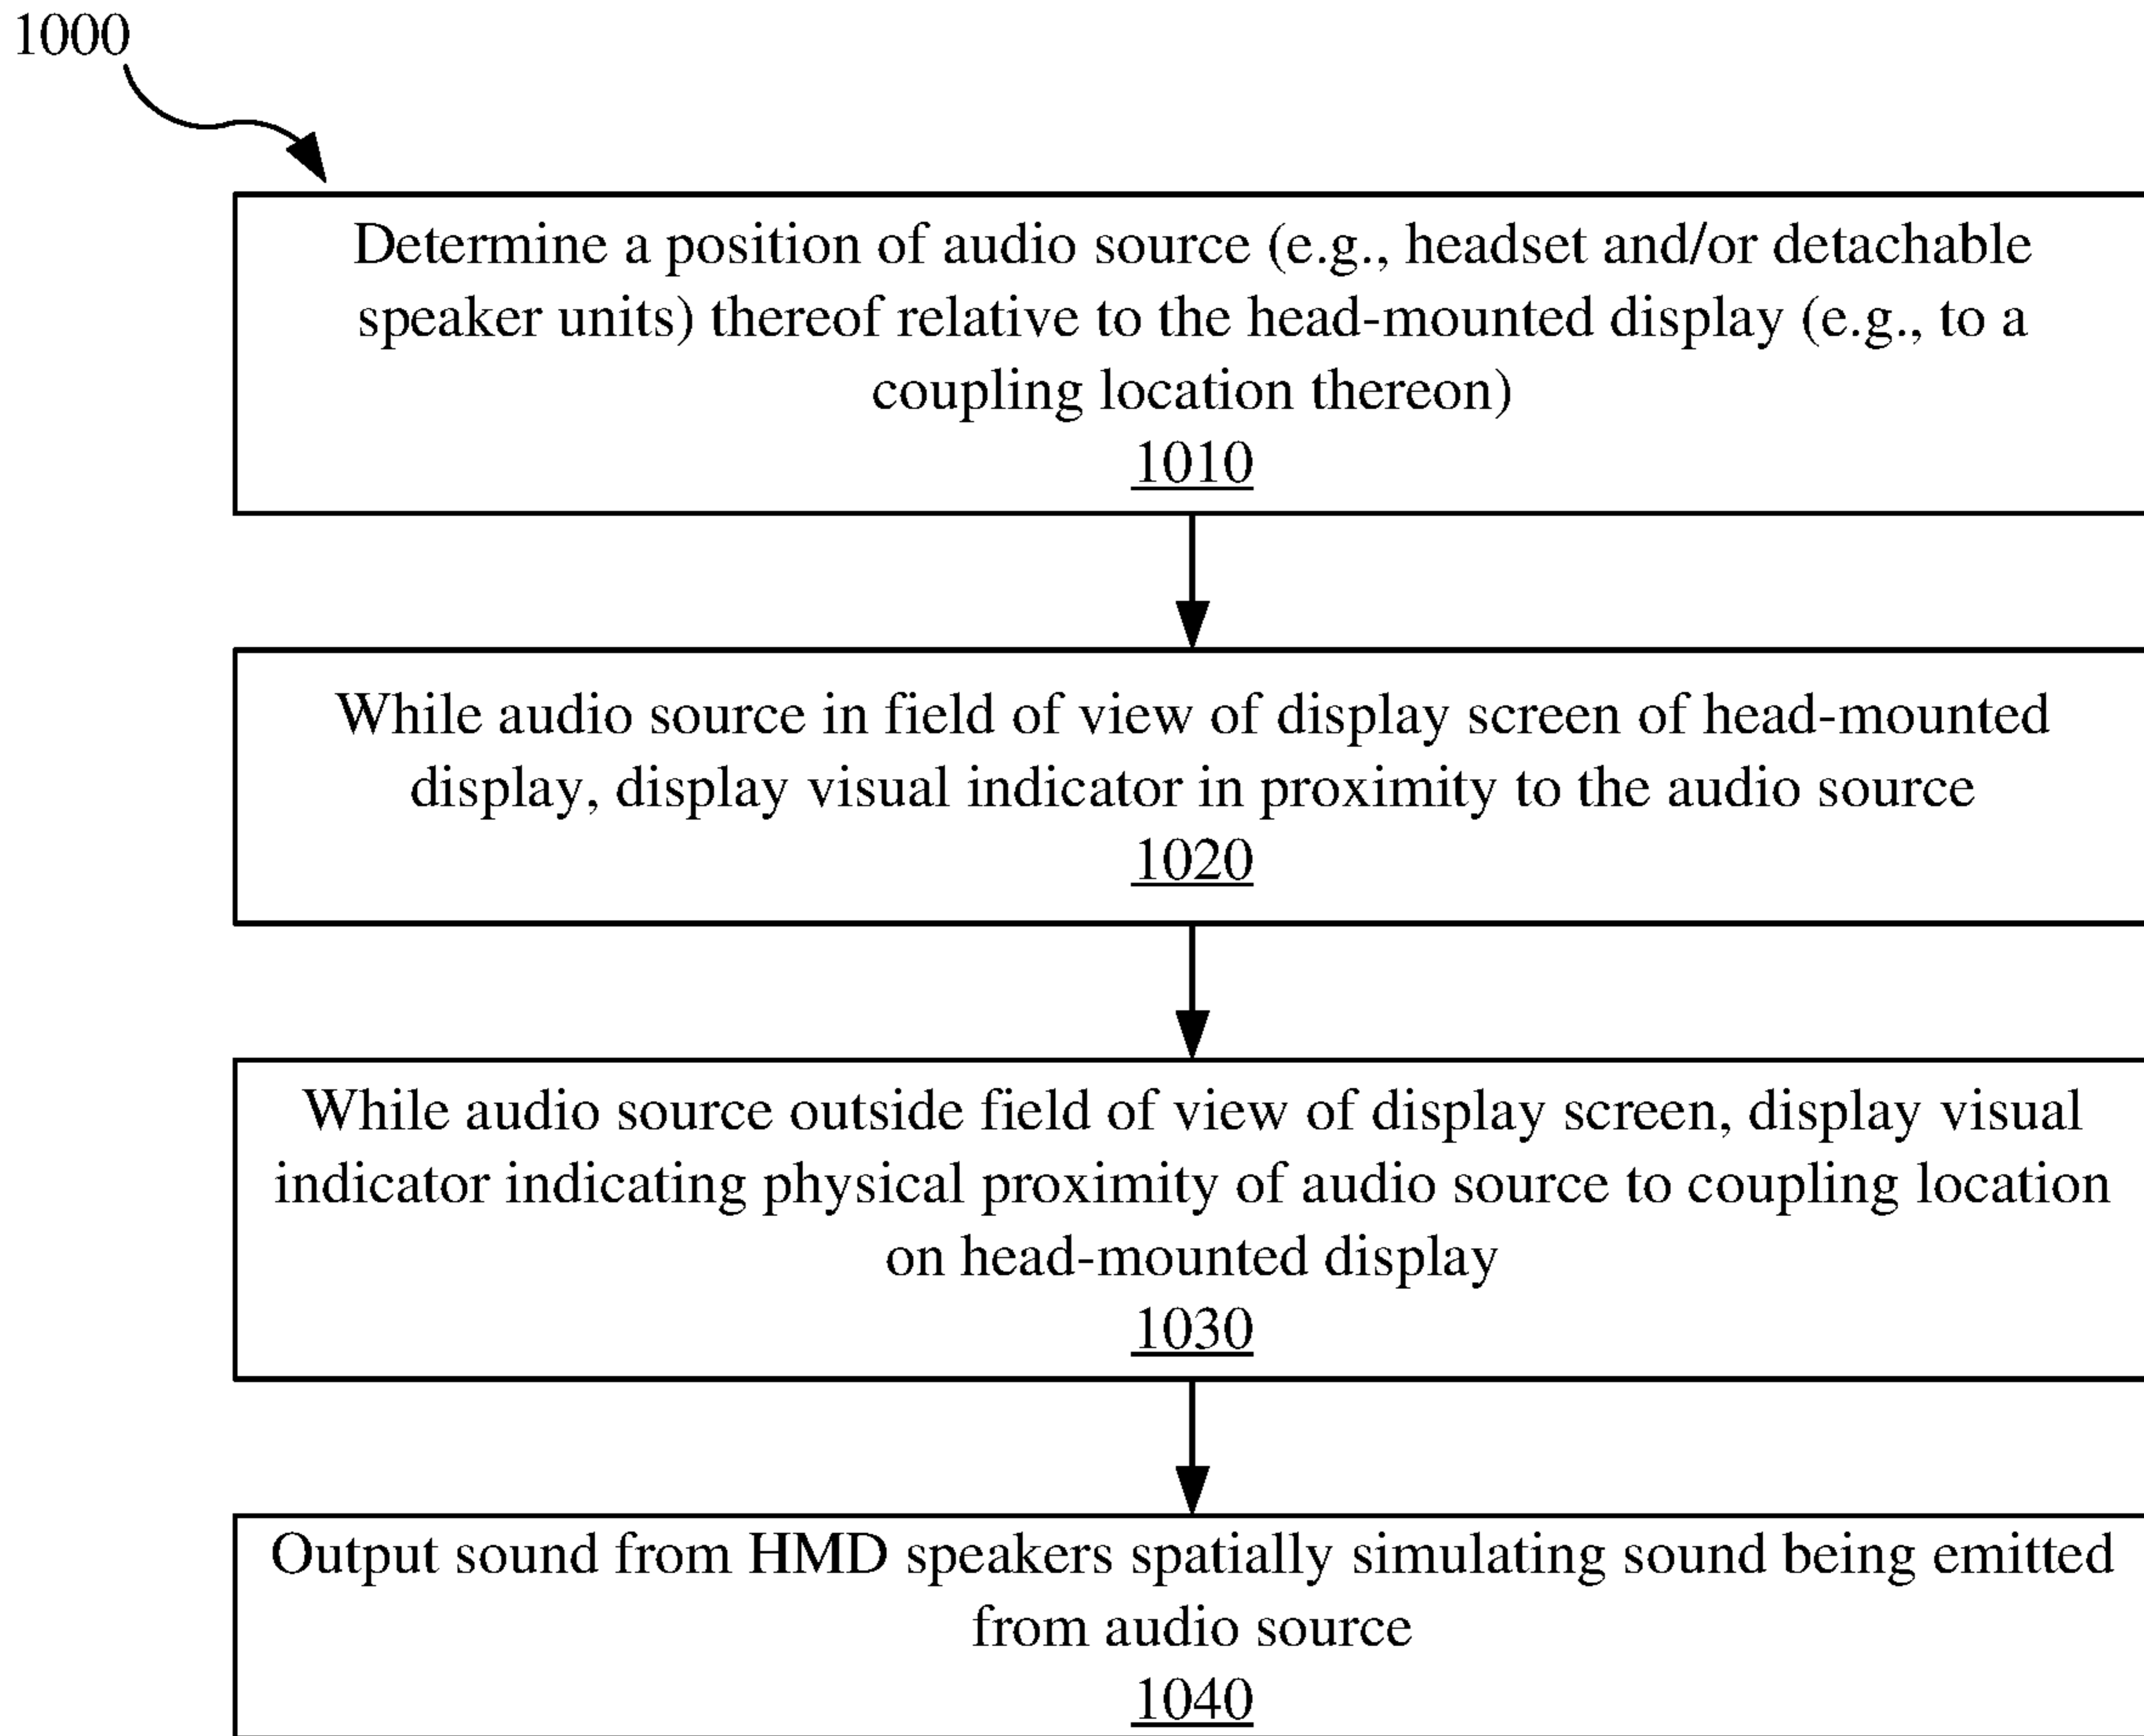 1000
Determine a position of audio source (e.g., headset and/or detachable
speaker units) thereof relative to the head-mounted display (e.g., to a
coupling location thereon)
1010
While audio source in field of view of display screen of head-mounted
display, display visual indicator in proximity to the audio source
1020
While audio source outside field of view of display screen, display visual
indicator indicating physical proximity of audio source to coupling location
on head-mounted display
1030
Output sound from HMD speakers spatially simulating sound being emitted
from audio source
1040